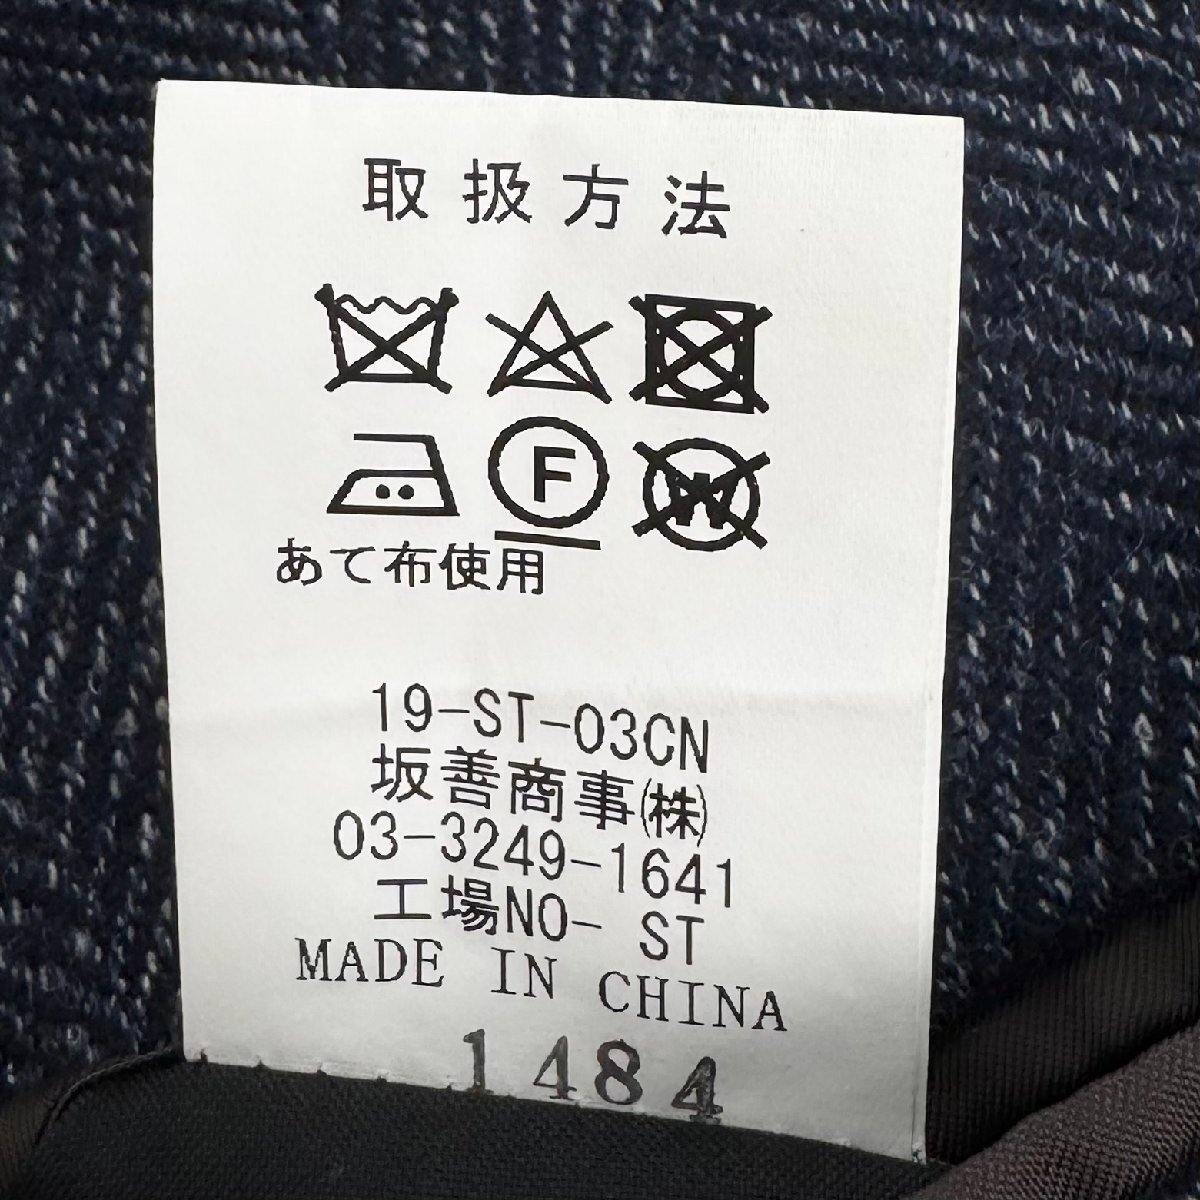 取扱方法
F W
あて布使用
19-ST-03CN
坂善商事㈱
03-3249-1641
工場NO- ST
MADE IN CHINA
1484